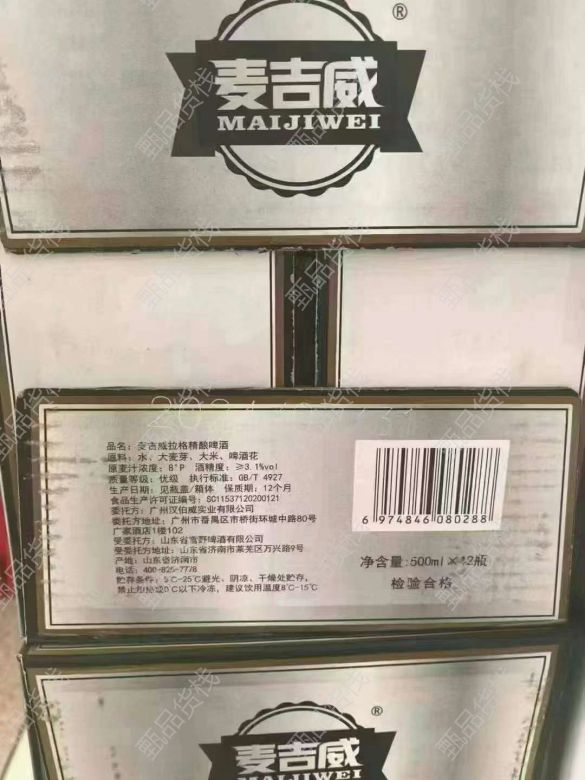 ®
麦吉威
MAIJIWEI
品名：麦吉威拉格精酿啤酒
原料：水、大麦芽、大米、啤酒花
原麦汁浓度：8°P 酒精度：≥3.1%vol
质量等级：优级 执行标准：GB/T 4927
生产日期：见瓶盖/箱体 保质期：12个月
食品生产许可证编号：SC11537120200121
委托方：广州汉伯威实业有限公司
委托方地址：广州市番禺区市桥街环城中路80号
广家酒店1楼102
受委托方：山东省雪野啤酒有限公司
受委托方地址：山东省济南市莱芜区万兴路9号
产地：山东省济南市
电话：400-825-7778
贮存条件：5℃-25℃避光、阴凉、干燥处贮存，
禁止 0℃以下冷冻，建议饮用温度8℃-15℃
6 974846 080288
净含量：500ml×12瓶
检验合格
®
麦吉威
MAIJIWEI
甄品货栈